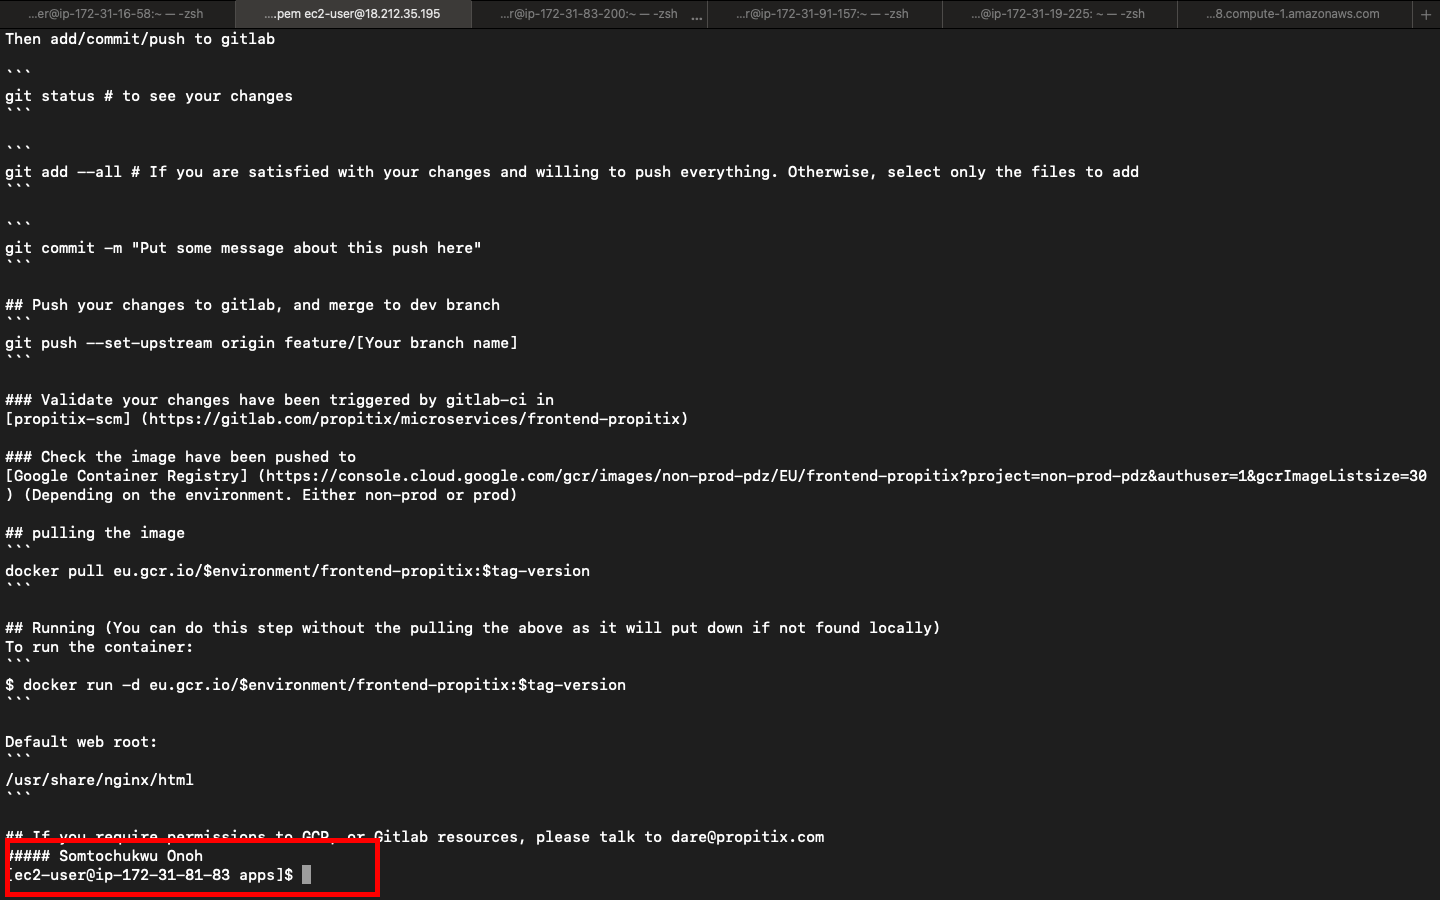 ...er@ip-172-31-16-58:~ — -zsh
....pem ec2-user@18.212.35.195
...r@ip-172-31-83-200:~ — -zsh ...
...r@ip-172-31-91-157:~ — -zsh
...@ip-172-31-19-225: ~ — -zsh
...8.compute-1.amazonaws.com +
Then add/commit/push to gitlab
```
git status # to see your changes
```
```
git add --all # If you are satisfied with your changes and willing to push everything. Otherwise, select only the files to add
```
```
git commit -m "Put some message about this push here"
```
## Push your changes to gitlab, and merge to dev branch
```
git push --set-upstream origin feature/[Your branch name]
```
### Validate your changes have been triggered by gitlab-ci in
[propitix-scm] (https://gitlab.com/propitix/microservices/frontend-propitix)
### Check the image have been pushed to
[Google Container Registry] (https://console.cloud.google.com/gcr/images/non-prod-pdz/EU/frontend-propitix?project=non-prod-pdz&authuser=1&gcrImageListsize=30
) (Depending on the environment. Either non-prod or prod)
## pulling the image
```
docker pull eu.gcr.io/$environment/frontend-propitix:$tag-version
```
## Running (You can do this step without the pulling the above as it will put down if not found locally)
To run the container:
```
$ docker run -d eu.gcr.io/$environment/frontend-propitix:$tag-version
```
Default web root:
```
/usr/share/nginx/html
```
## If you require permissions to GCP, or Gitlab resources, please talk to dare@propitix.com
##### Somtochukwu Onoh
[ec2-user@ip-172-31-81-83 apps]$